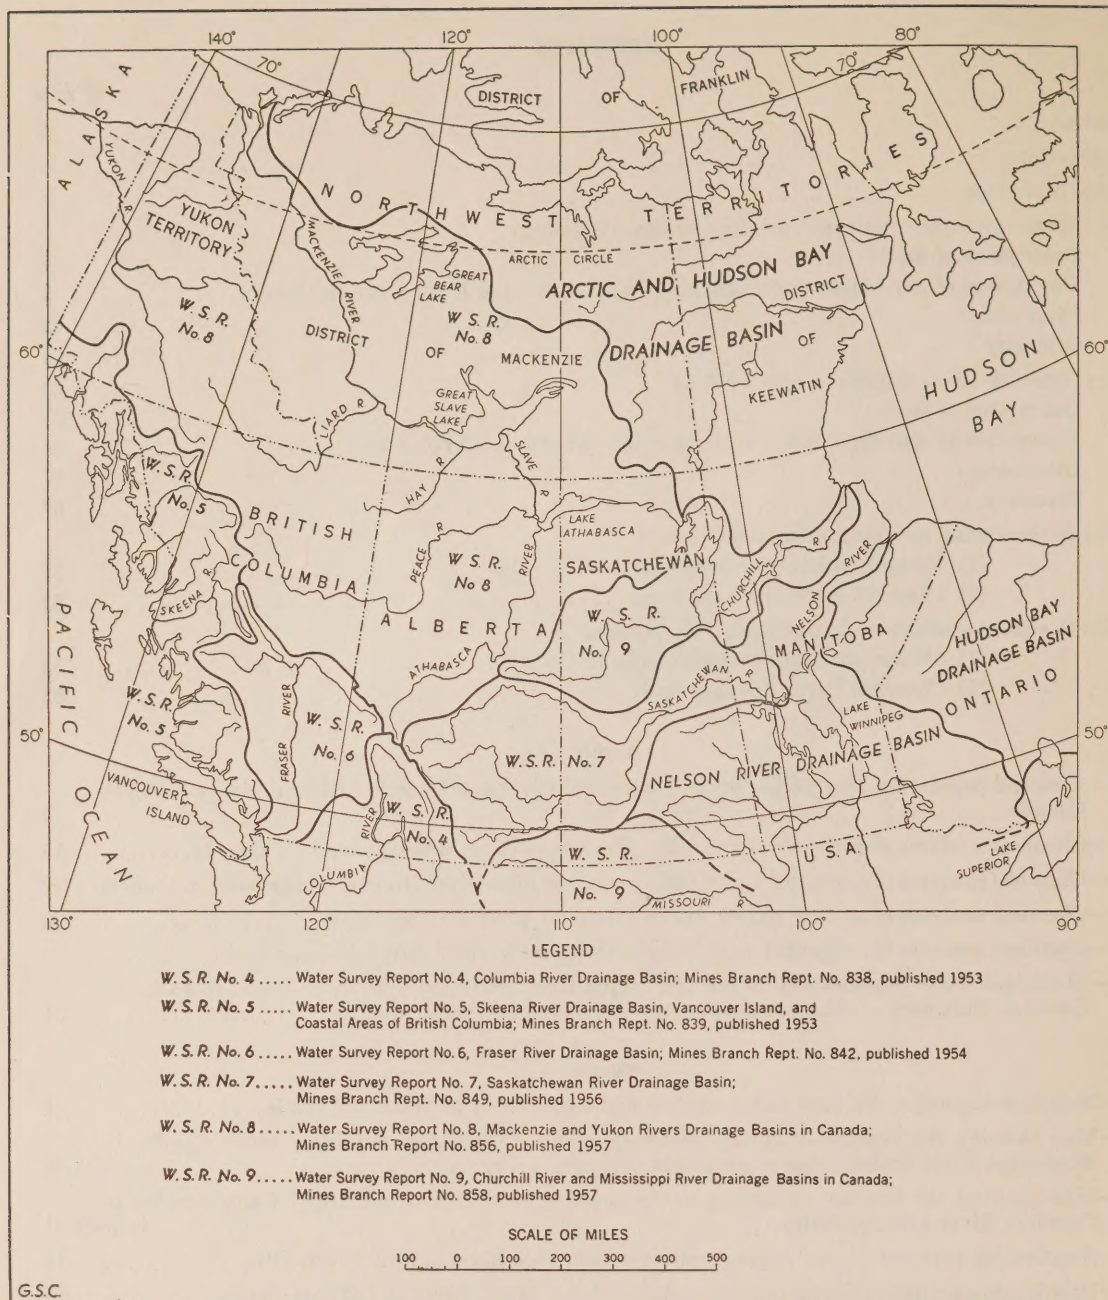 140° 120° 100° 80°
70° 70°
ALASKA
DISTRICT OF FRANKLIN
YUKON R.
YUKON
TERRITORY
NORTHWEST TERRITORES
MACKENZIE RIVER
ARCTIC CIRCLE
GREAT
BEAR
LAKE
ARCTIC AND HUDSON BAY
DRAINAGE BASIN
W. S. R.
No. 8
W. S. R.
No. 8
DISTRICT OF MACKENZIE
DISTRICT
OF
KEEWATIN
60° 60°
HUDSON
BAY
GREAT
SLAVE
LAKE
LIARD R
SLAVE R
HAY R
W. S. R.
No. 5
BRITISH
COLUMBIA
LAKE
ATHABASCA
PEACE R
W. S. R.
No. 8
RIVER
SASKATCHEWAN
CHURCHILL R.
NELSON RIVER
SKEENA R
ALBERTA
W. S. R.
No. 9
NELSON
MANITOBA
HUDSON BAY
DRAINAGE BASIN
ONTARIO
PACIFIC
OCEAN
ATHABASCA
SASKATCHEWAN R
W. S. R.
No. 5
FRASER RIVER
W. S. R.
No. 6
LAKE
WINNIPEG
50° 50°
W. S. R. No. 7
NELSON RIVER DRAINAGE BASIN
VANCOUVER
ISLAND
RIVER
W. S. R.
No. 4
COLUMBIA
W. S. R.
No. 9
MISSOURI R
U.S.A.
LAKE
SUPERIOR
130° 120° 110° 100° 90°
LEGEND
W. S. R. No. 4..... Water Survey Report No. 4, Columbia River Drainage Basin; Mines Branch Rept. No. 838, published 1953
W. S. R. No. 5..... Water Survey Report No. 5, Skeena River Drainage Basin, Vancouver Island, and
Coastal Areas of British Columbia; Mines Branch Rept. No. 839, published 1953
W. S. R. No. 6..... Water Survey Report No. 6, Fraser River Drainage Basin; Mines Branch Rept. No. 842, published 1954
W. S. R. No. 7..... Water Survey Report No. 7, Saskatchewan River Drainage Basin;
Mines Branch Rept. No. 849, published 1956
W. S. R. No. 8..... Water Survey Report No. 8, Mackenzie and Yukon Rivers Drainage Basins in Canada;
Mines Branch Report No. 856, published 1957
W. S. R. No. 9..... Water Survey Report No. 9, Churchill River and Mississippi River Drainage Basins in Canada;
Mines Branch Report No. 858, published 1957
SCALE OF MILES
100 0 100 200 300 400 500
G.S.C.